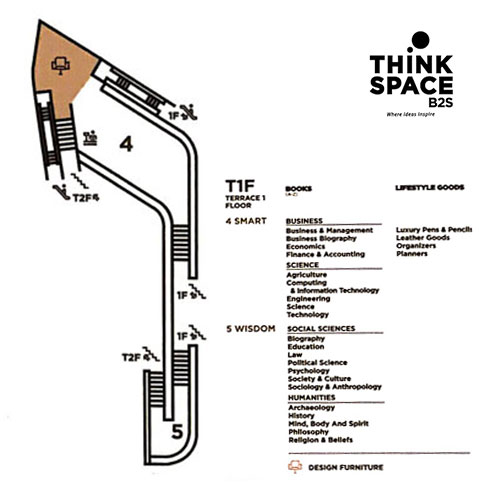 THINK
SPACE
B2S
Where Ideas Inspire
1F
4
T2F
T1F
TERRACE 1
FLOOR
BOOKS
(A-Z)
LIFESTYLE GOODS
4 SMART
BUSINESS
Business & Management
Business Biography
Economics
Finance & Accounting
Luxury Pens & Pencils
Leather Goods
Organizers
Planners
SCIENCE
Agriculture
Computing
& Information Technology
Engineering
Science
Technology
1F
1F
T2F
5
5 WISDOM
SOCIAL SCIENCES
Biography
Education
Law
Political Science
Psychology
Society & Culture
Sociology & Anthropology
HUMANITIES
Archaeology
History
Mind, Body And Spirit
Philosophy
Religion & Beliefs
DESIGN FURNITURE